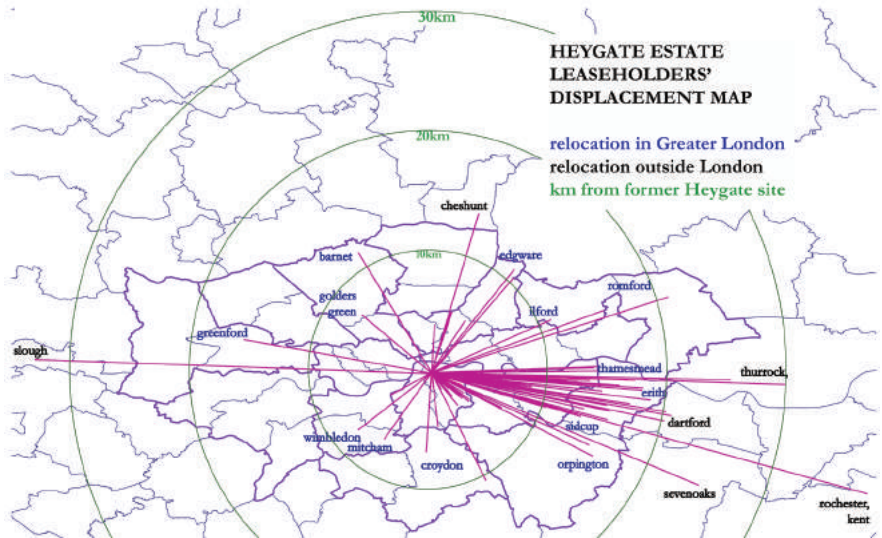 30km
HEYGATE ESTATE
LEASEHOLDERS'
DISPLACEMENT MAP
20km
relocation in Greater London
relocation outside London
km from former Heygate site
cheshunt
barnet
10km
edgware
romford
golders
green
ilford
greenford
slough
thamesmead
thurrock,
erith
dartford
sidcup
wimbledon
mitcham
croydon
orpington
sevenoaks
rochester,
kent